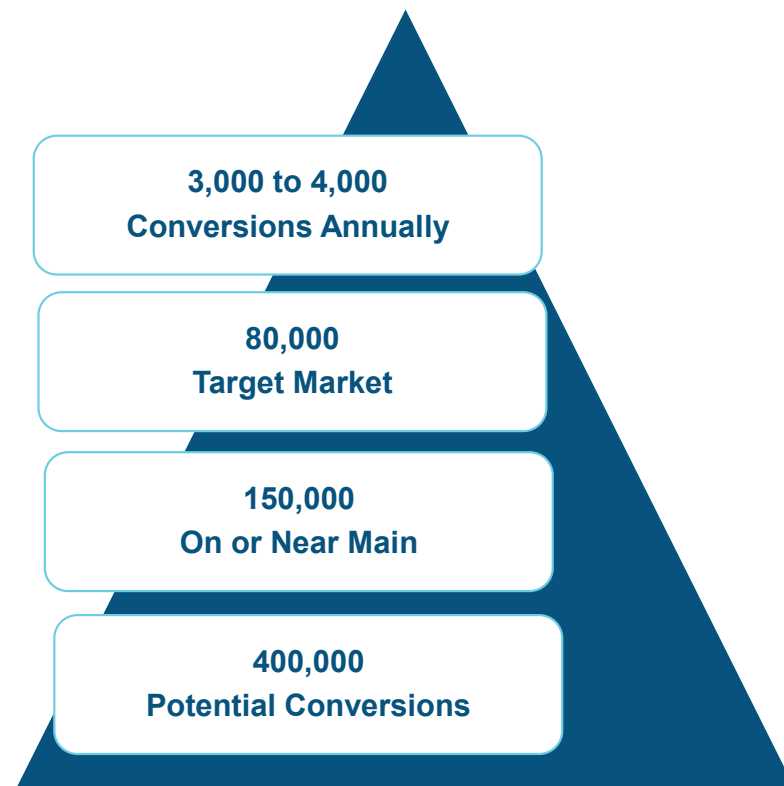 3,000 to 4,000
Conversions Annually
80,000
Target Market
150,000
On or Near Main
400,000
Potential Conversions